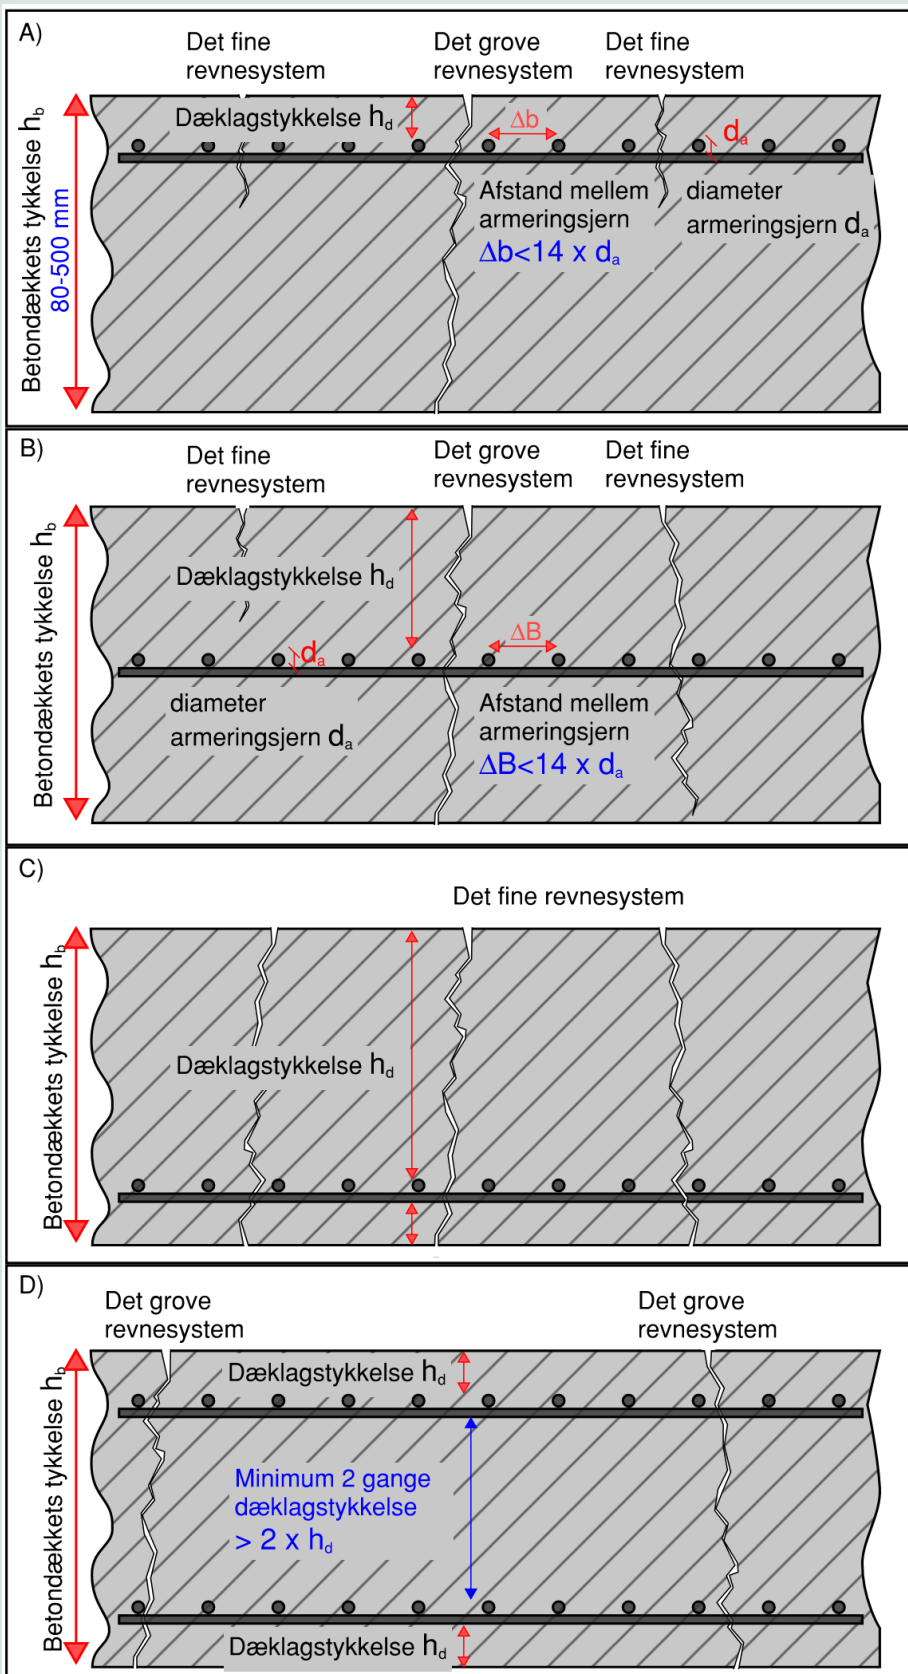 A)
Det fine
revnesystem
Det grove
revnesystem
Det fine
revnesystem
Betondækkets tykkelse hb
80-500 mm
Dæklagstykkelse hd
Δb
da
Afstand mellem
armeringsjern
Δb<14 x da
diameter
armeringsjern da
B)
Det fine
revnesystem
Det grove
revnesystem
Det fine
revnesystem
Betondækkets tykkelse hb
Dæklagstykkelse hd
da
ΔB
diameter
armeringsjern da
Afstand mellem
armeringsjern
ΔB<14 x da
C)
Det fine revnesystem
Betondækkets tykkelse hb
Dæklagstykkelse hd
D)
Det grove
revnesystem
Det grove
revnesystem
Betondækkets tykkelse hb
Dæklagstykkelse hd
Minimum 2 gange
dæklagstykkelse
> 2 x hd
Dæklagstykkelse hd